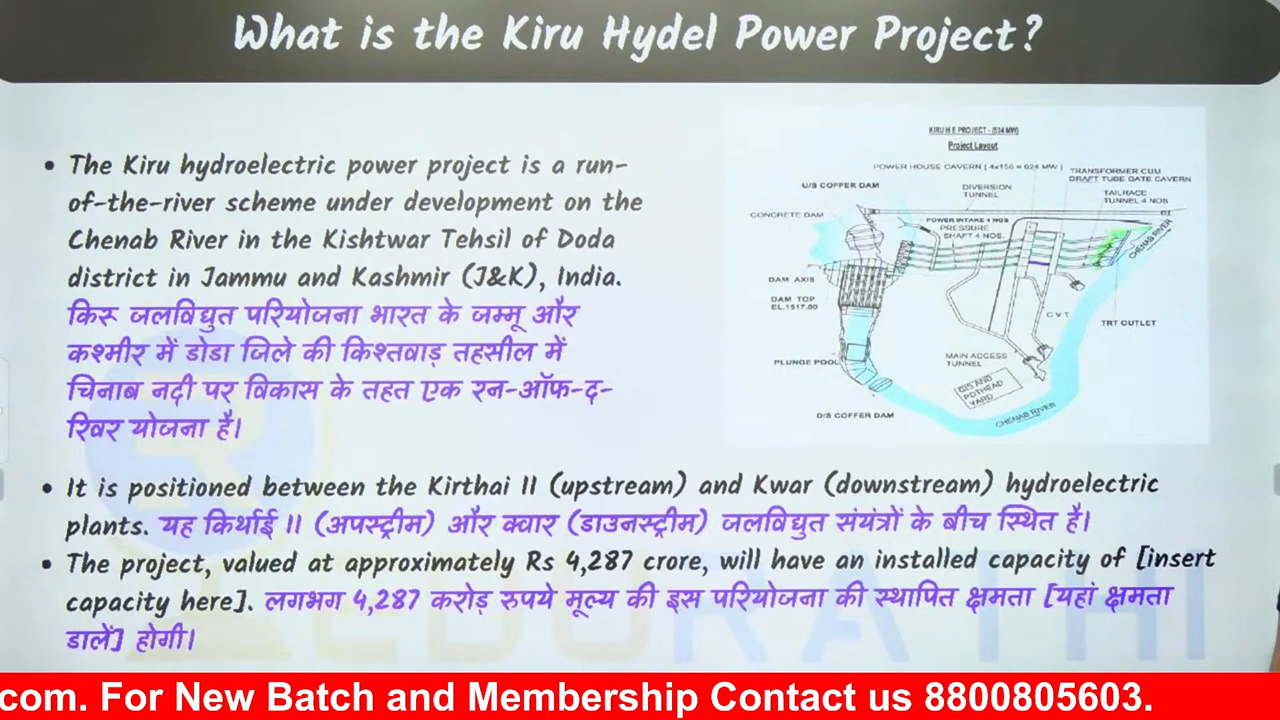 What is the Kiru Hydel Power Project?
• The Kiru hydroelectric power project is a run-
of-the-river scheme under development on the
Chenab River in the Kishtwar Tehsil of Doda
district in Jammu and Kashmir (J&K), India.
किरू जलविद्युत परियोजना भारत के जम्मू और
कश्मीर में डोडा जिले की किश्तवाड़ तहसील में
चिनाब नदी पर विकास के तहत एक रन-ऑफ-द-
रिवर योजना है।
KIRU H E PROJECT - (624 MW)
Project Layout
POWER HOUSE CAVERN [ 4x156 = 624 MW ]
TRANSFORMER CUM
DRAFT TUBE GATE CAVERN
U/S COFFER DAM
DIVERSION
TUNNEL
TAILRACE
TUNNEL 4 NOS
CONCRETE DAM
POWER INTAKE 4 NOS
PRESSURE
SHAFT 4 NOS.
CHENAB RIVER
DAM AXIS
DAM TOP
EL.1517.00
C.V.T.
TRT OUTLET
PLUNGE POOL
MAIN ACCESS
TUNNEL
GIS AND
POTHEAD
YARD
D/S COFFER DAM
CHENAB RIVER
• It is positioned between the Kirthai II (upstream) and Kwar (downstream) hydroelectric
plants. यह किर्थाई II (अपस्ट्रीम) और क्वार (डाउनस्ट्रीम) जलविद्युत संयंत्रों के बीच स्थित है।
• The project, valued at approximately Rs 4,287 crore, will have an installed capacity of [insert
capacity here]. लगभग 4,287 करोड़ रुपये मूल्य की इस परियोजना की स्थापित क्षमता [यहां क्षमता
डालें] होगी।
EDURATHI
com. For New Batch and Membership Contact us 8800805603.